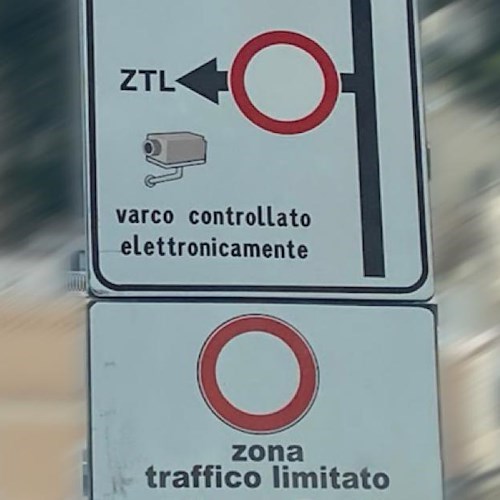 ZTL
varco controllato
elettronicamente
zona
traffico limitato